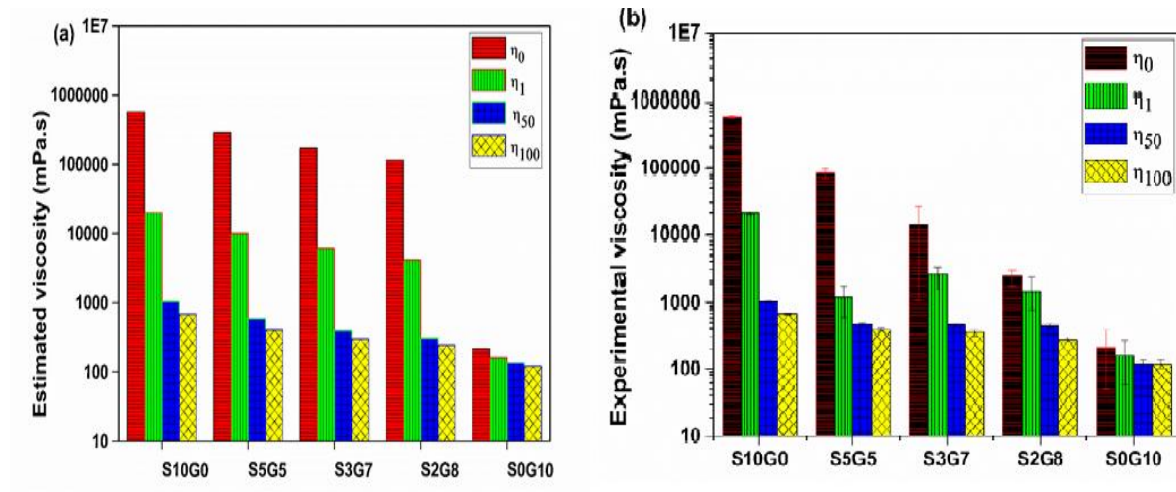 (a)
1E7
1000000
100000
10000
1000
100
10
Estimated viscosity (mPa.s)
η0
η1
η50
η100
S10G0 S5G5 S3G7 S2G8 S0G10
(b)
1E7
1000000
100000
10000
1000
100
10
Experimental viscosity (mPa.s)
η0
η1
η50
η100
S10G0 S5G5 S3G7 S2G8 S0G10